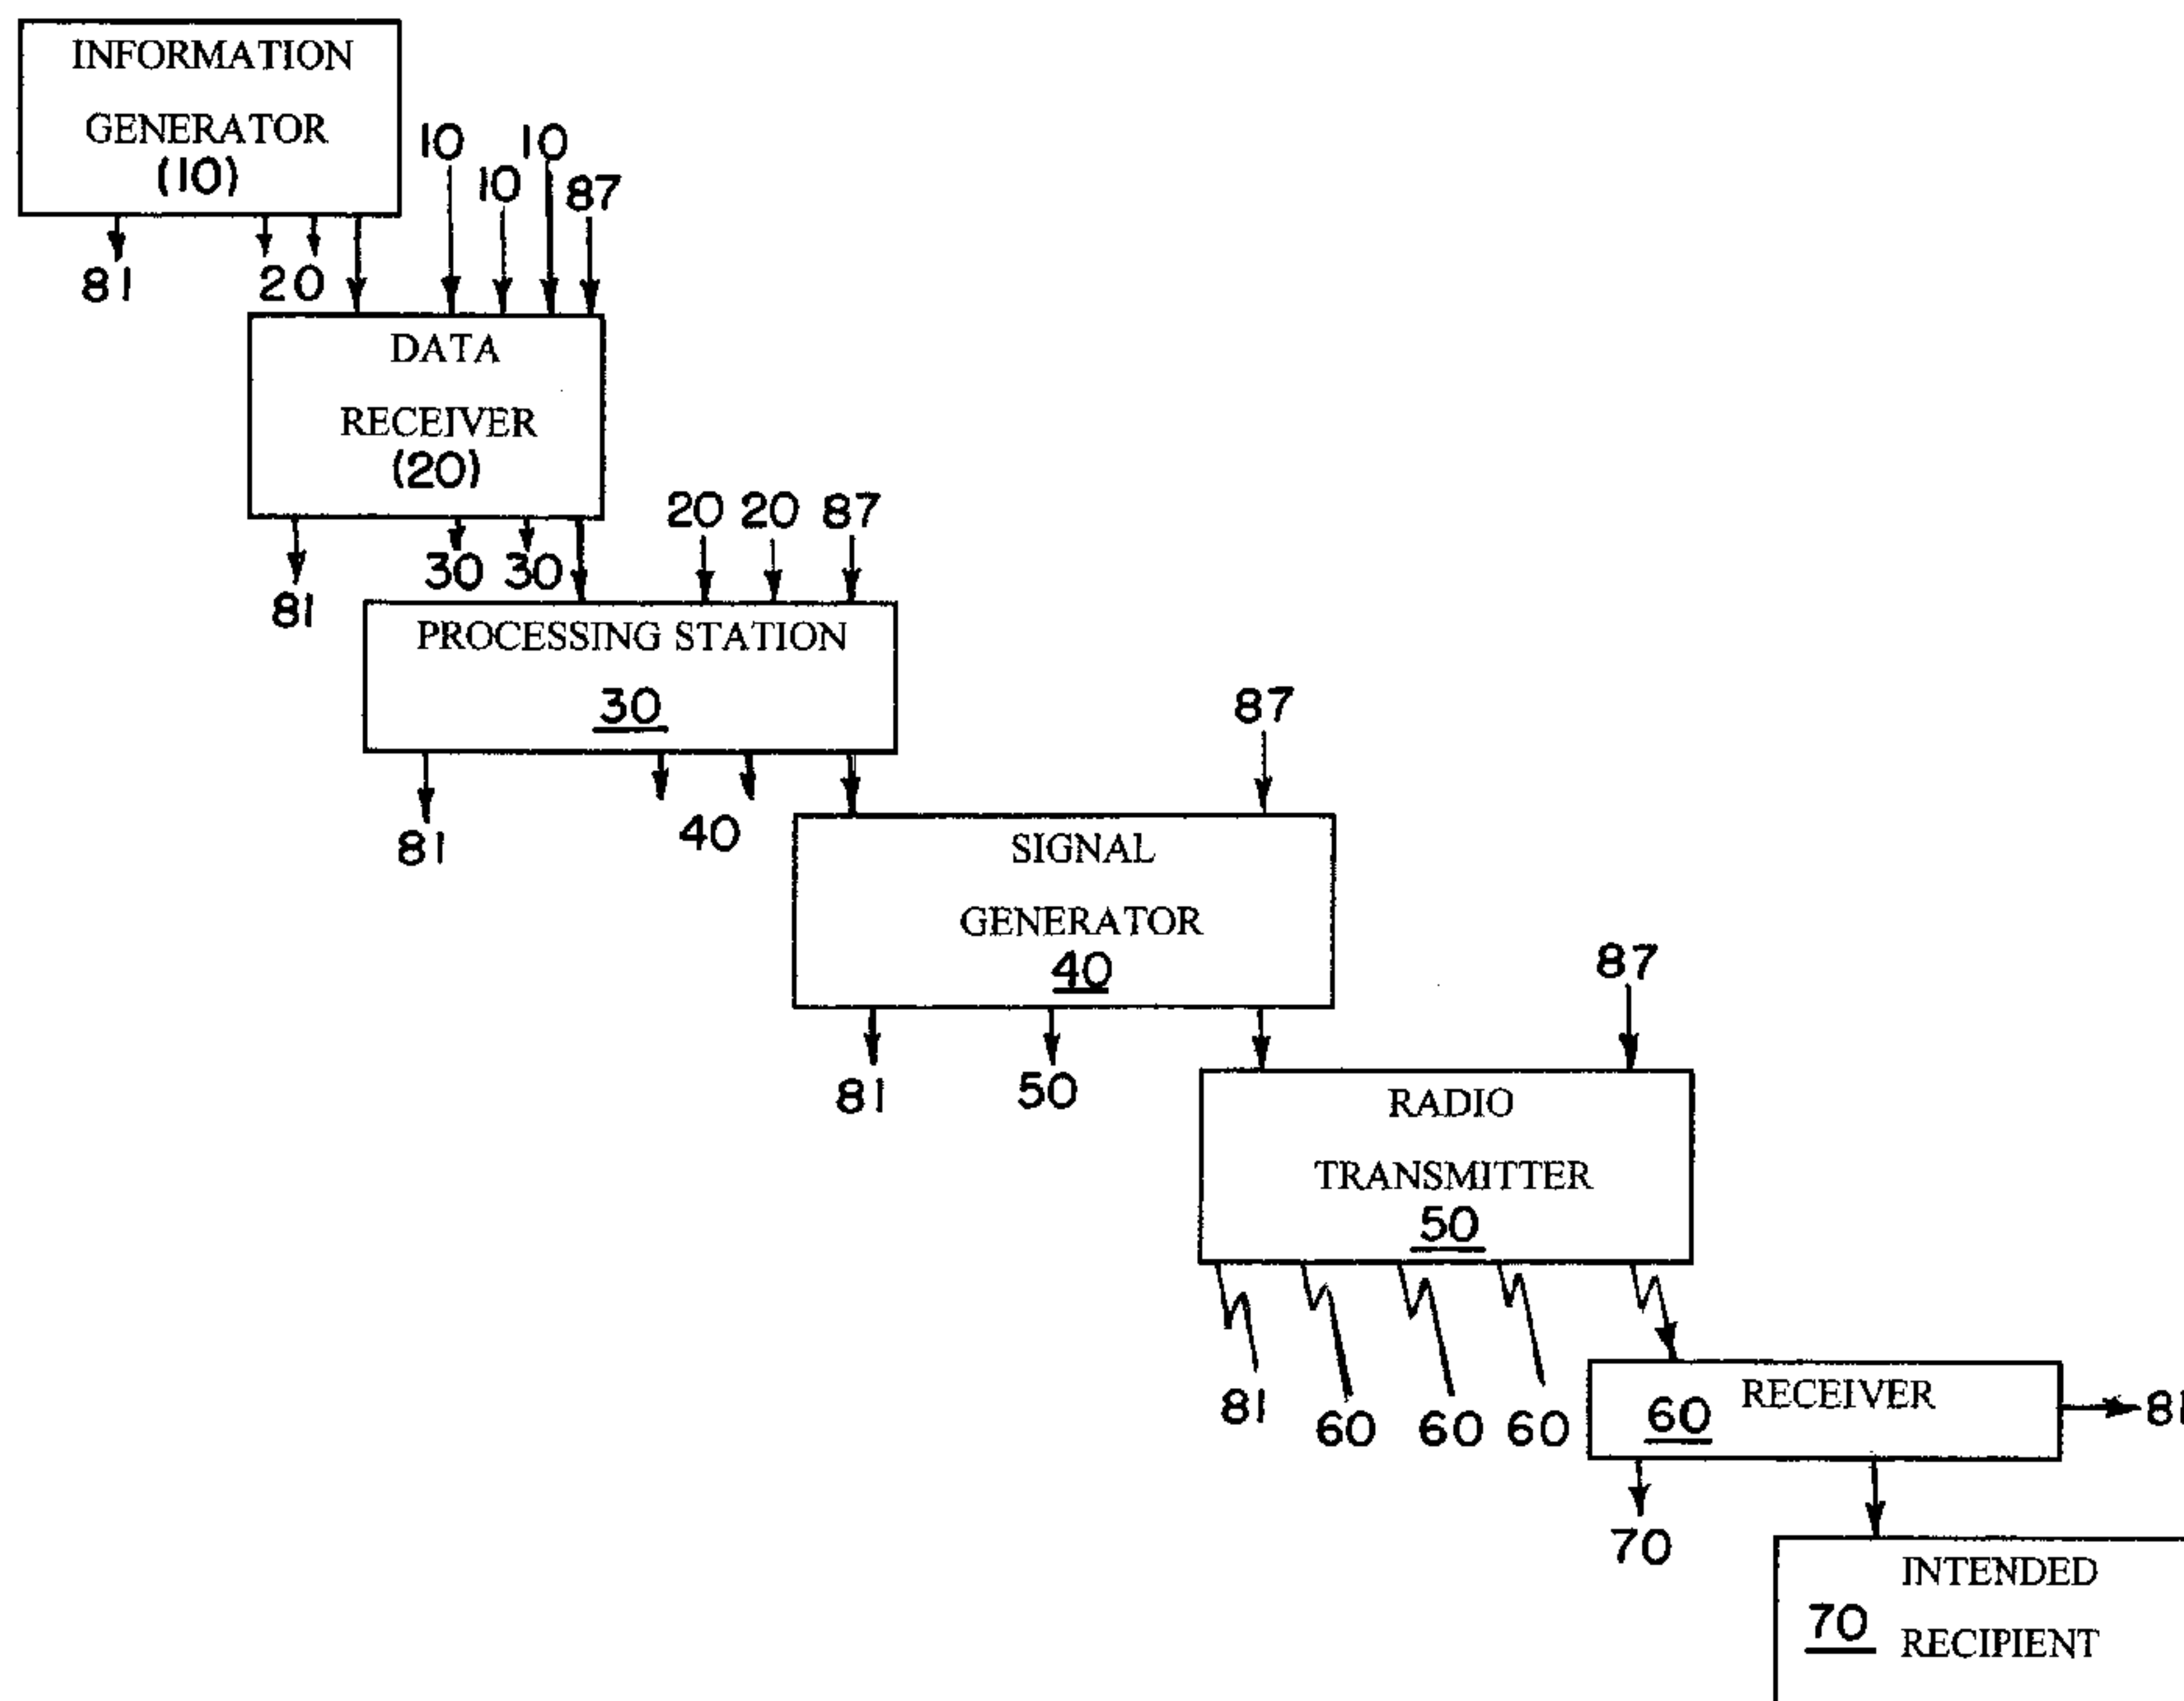 INFORMATION
GENERATOR
(10)
10 10
10 87
81 20
DATA
RECEIVER
(20)
20 20 87
30 30
81
PROCESSING STATION
30
87
81 40
SIGNAL
GENERATOR
40
87
81 50
RADIO
TRANSMITTER
50
81 60 60 60
RECEIVER
60
81
70
INTENDED
70 RECIPIENT